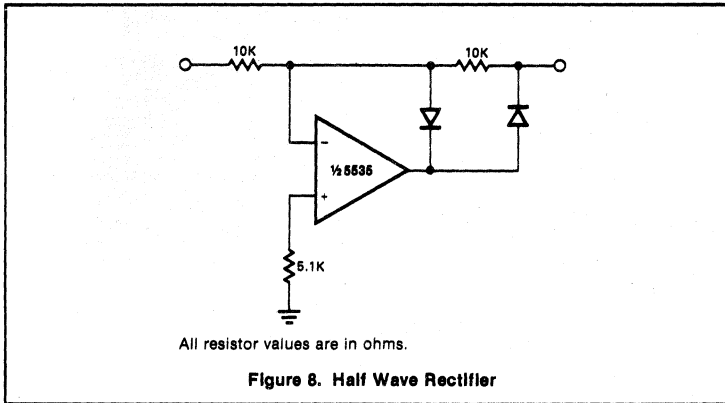 10K
10K
-
½ 5535
+
5.1K
All resistor values are in ohms.
Figure 8. Half Wave Rectifier